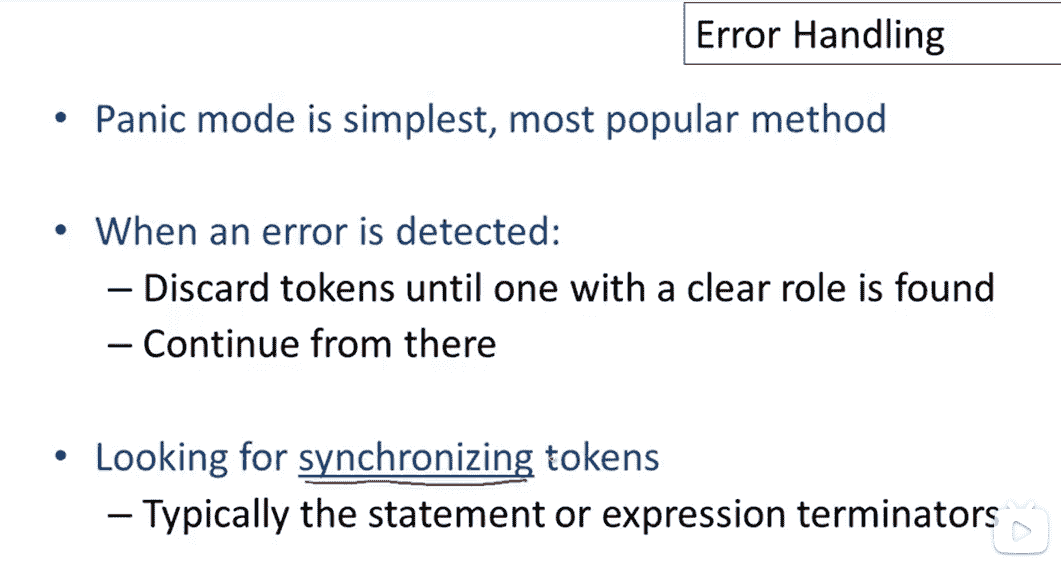 Error Handling
• Panic mode is simplest, most popular method
• When an error is detected:
– Discard tokens until one with a clear role is found
– Continue from there
• Looking for synchronizing tokens
– Typically the statement or expression terminators